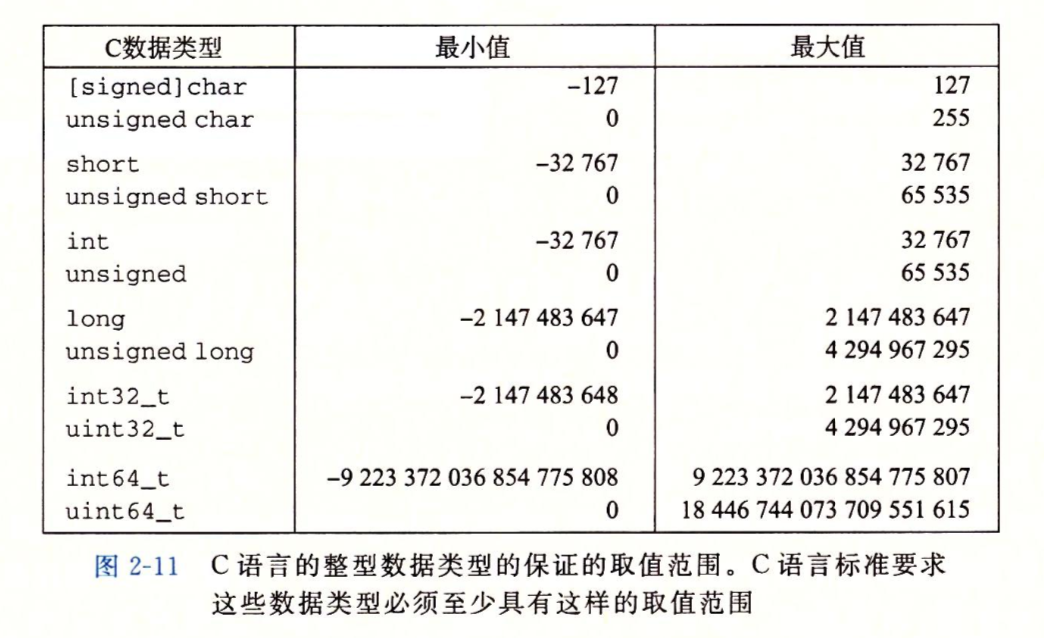 C数据类型 最小值 最大值
[signed]char −127 127
unsigned char 0 255
short −32 767 32 767
unsigned short 0 65 535
int −32 767 32 767
unsigned 0 65 535
long −2 147 483 647 2 147 483 647
unsigned long 0 4 294 967 295
int32_t −2 147 483 648 2 147 483 647
uint32_t 0 4 294 967 295
int64_t −9 223 372 036 854 775 808 9 223 372 036 854 775 807
uint64_t 0 18 446 744 073 709 551 615
图 2-11 C 语言的整型数据类型的保证的取值范围。C 语言标准要求
这些数据类型必须至少具有这样的取值范围